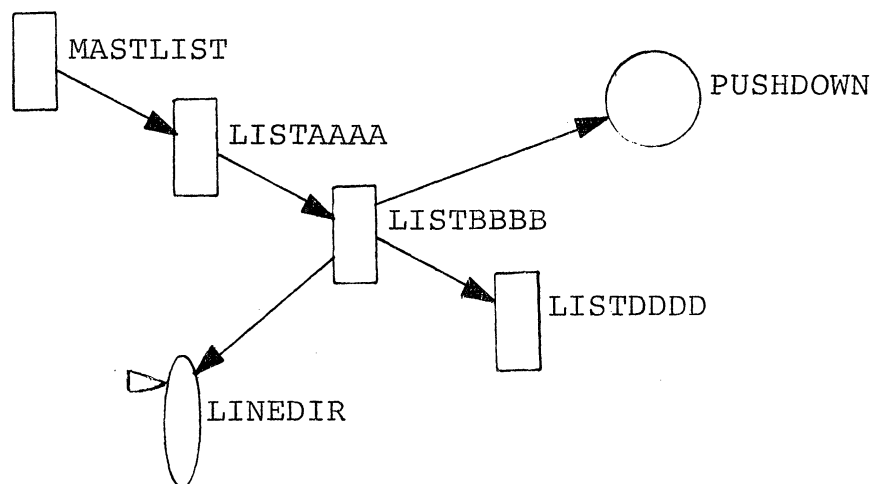 MASTLIST
PUSHDOWN
LISTAAAA
LISTBBBB
LISTDDDD
LINEDIR